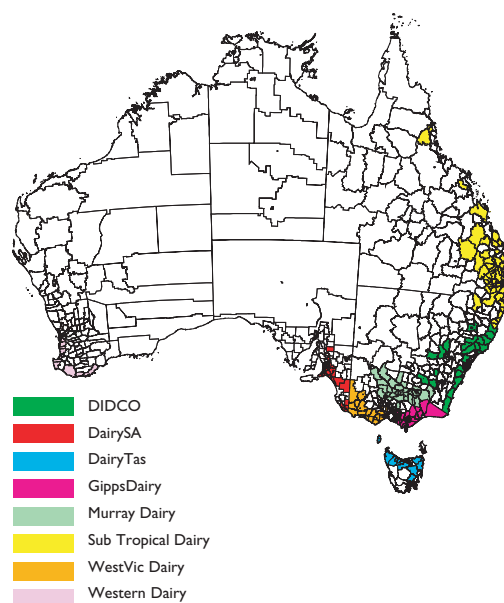 DIDCO
DairySA
DairyTas
GippsDairy
Murray Dairy
Sub Tropical Dairy
WestVic Dairy
Western Dairy